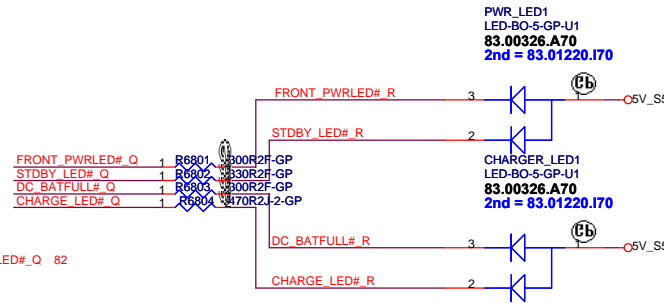 PWR_LED1
LED-BO-5-GP-U1
83.00326.A70
2nd = 83.01220.I70
FRONT_PWRLED#_R 3 1 5V_S5
STDBY_LED#_R 2
FRONT_PWRLED#_Q 1 R6801 300R2F-GP
STDBY_LED#_Q 1 R6802 330R2F-GP
DC_BATFULL#_Q 1 R6803 300R2F-GP
CHARGE_LED#_Q 1 R6804 470R2J-2-GP
CHARGER_LED1
LED-BO-5-GP-U1
83.00326.A70
2nd = 83.01220.I70
DC_BATFULL#_R 3 1 5V_S5
LED#_Q 82
CHARGE_LED#_R 2